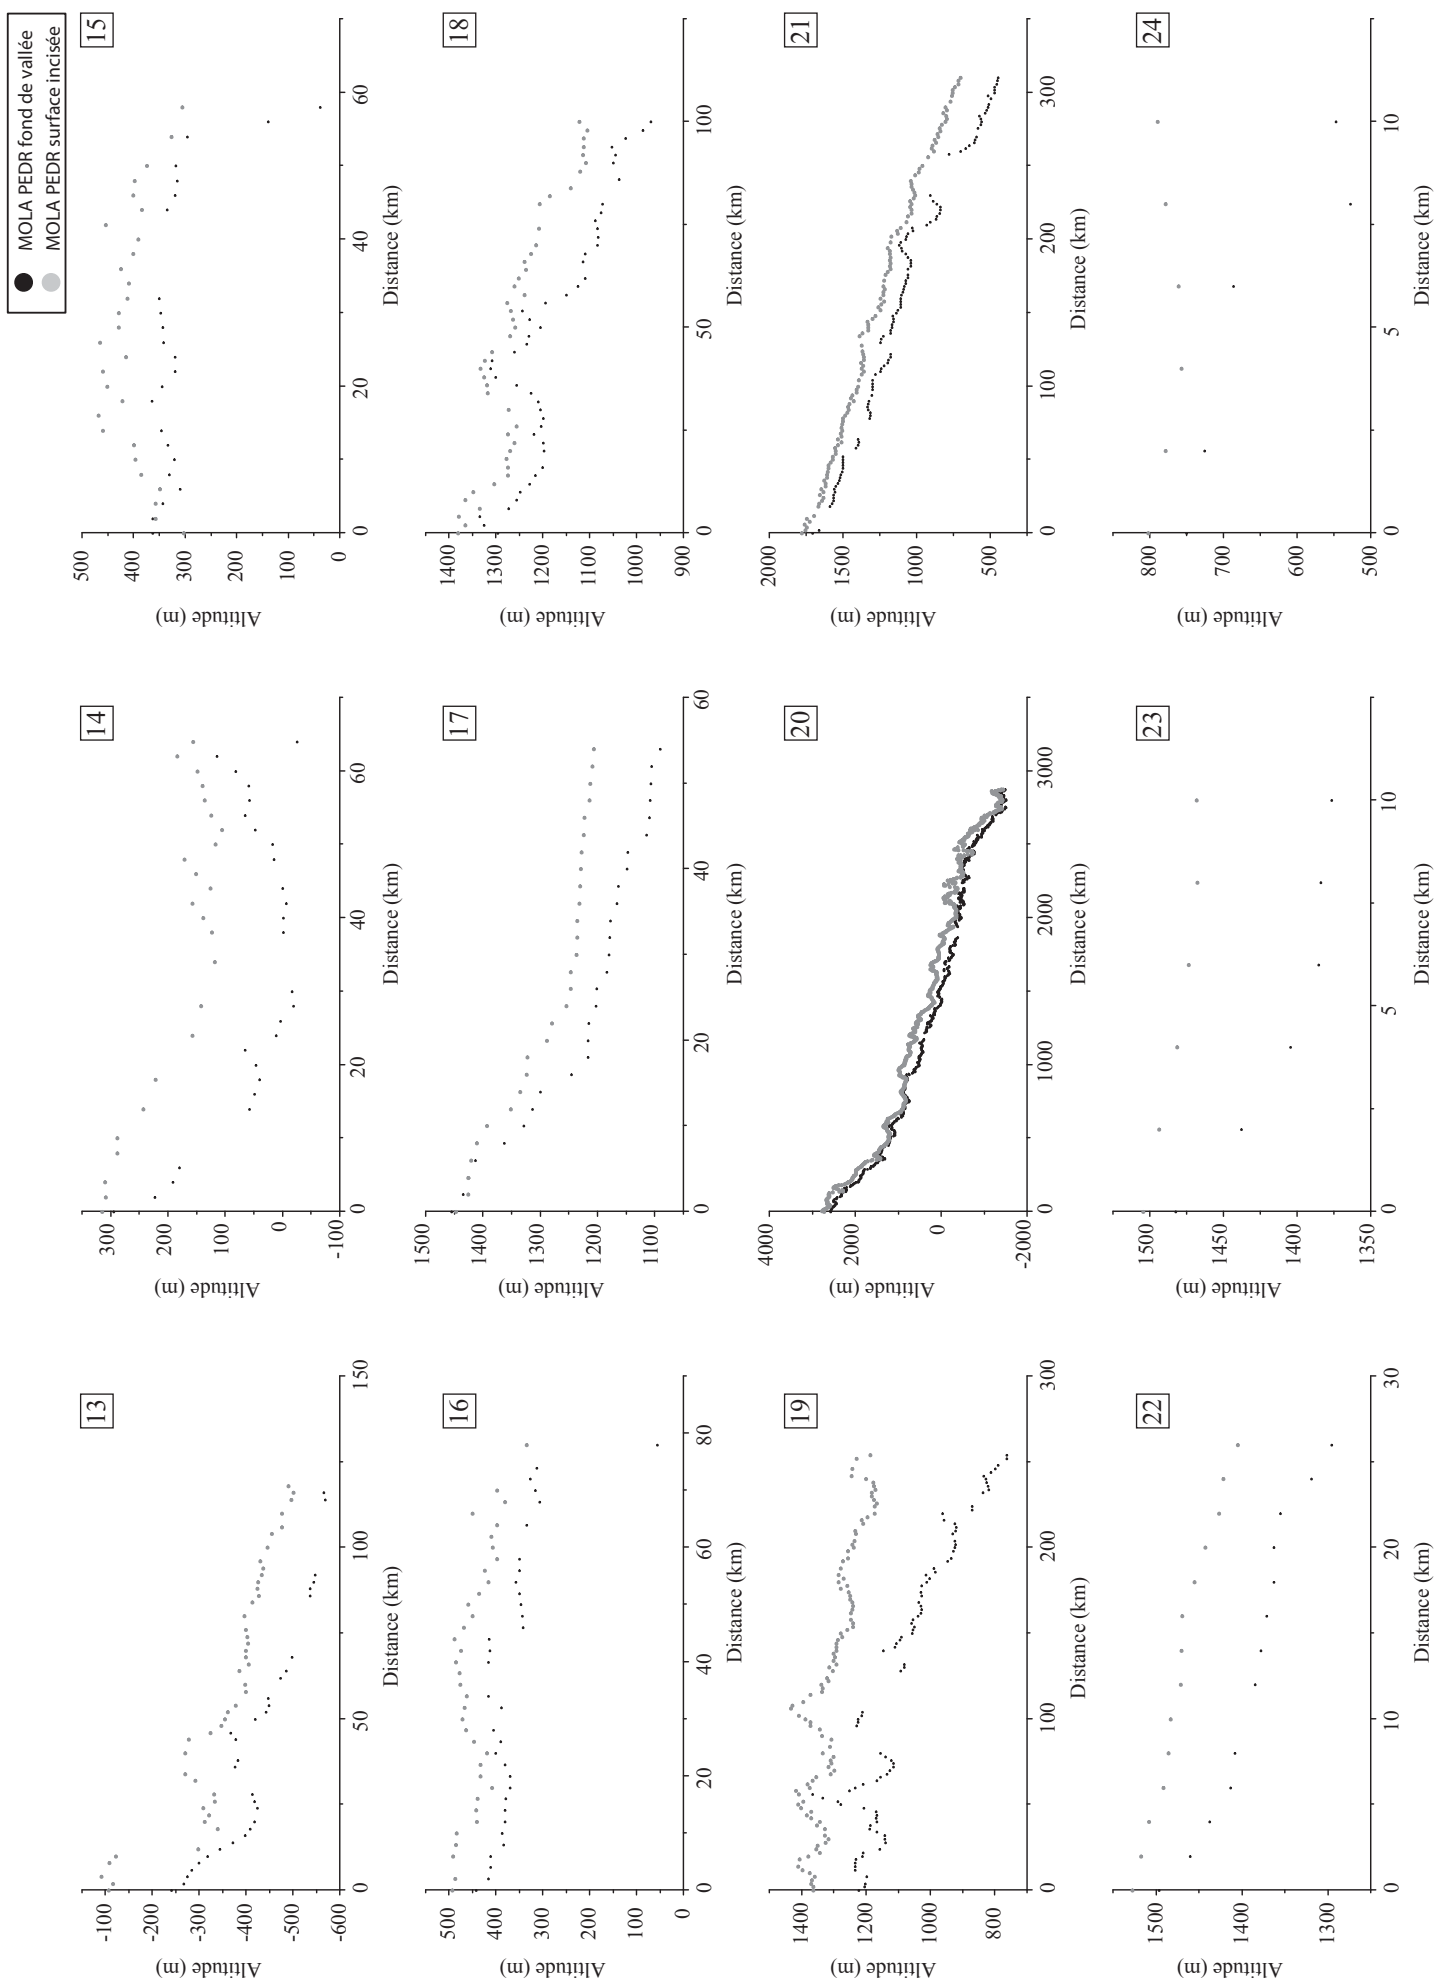 MOLA PEDR fond de vallée
MOLA PEDR surface incisée
13
Altitude (m)
-100
-200
-300
-400
-500
-600
0 50 100 150
Distance (km)
14
Altitude (m)
300
200
100
0
-100
0 20 40 60
Distance (km)
15
Altitude (m)
500
400
300
200
100
0
0 20 40 60
Distance (km)
16
Altitude (m)
500
400
300
200
100
0
0 20 40 60 80
Distance (km)
17
Altitude (m)
1500
1400
1300
1200
1100
0 20 40 60
Distance (km)
18
Altitude (m)
1400
1300
1200
1100
1000
900
0 50 100
Distance (km)
19
Altitude (m)
1400
1200
1000
800
0 100 200 300
Distance (km)
20
Altitude (m)
4000
2000
0
-2000
0 1000 2000 3000
Distance (km)
21
Altitude (m)
2000
1500
1000
500
0 100 200 300
Distance (km)
22
Altitude (m)
1500
1400
1300
0 10 20 30
Distance (km)
23
Altitude (m)
1500
1450
1400
1350
0 5 10
Distance (km)
24
Altitude (m)
800
700
600
500
0 5 10
Distance (km)